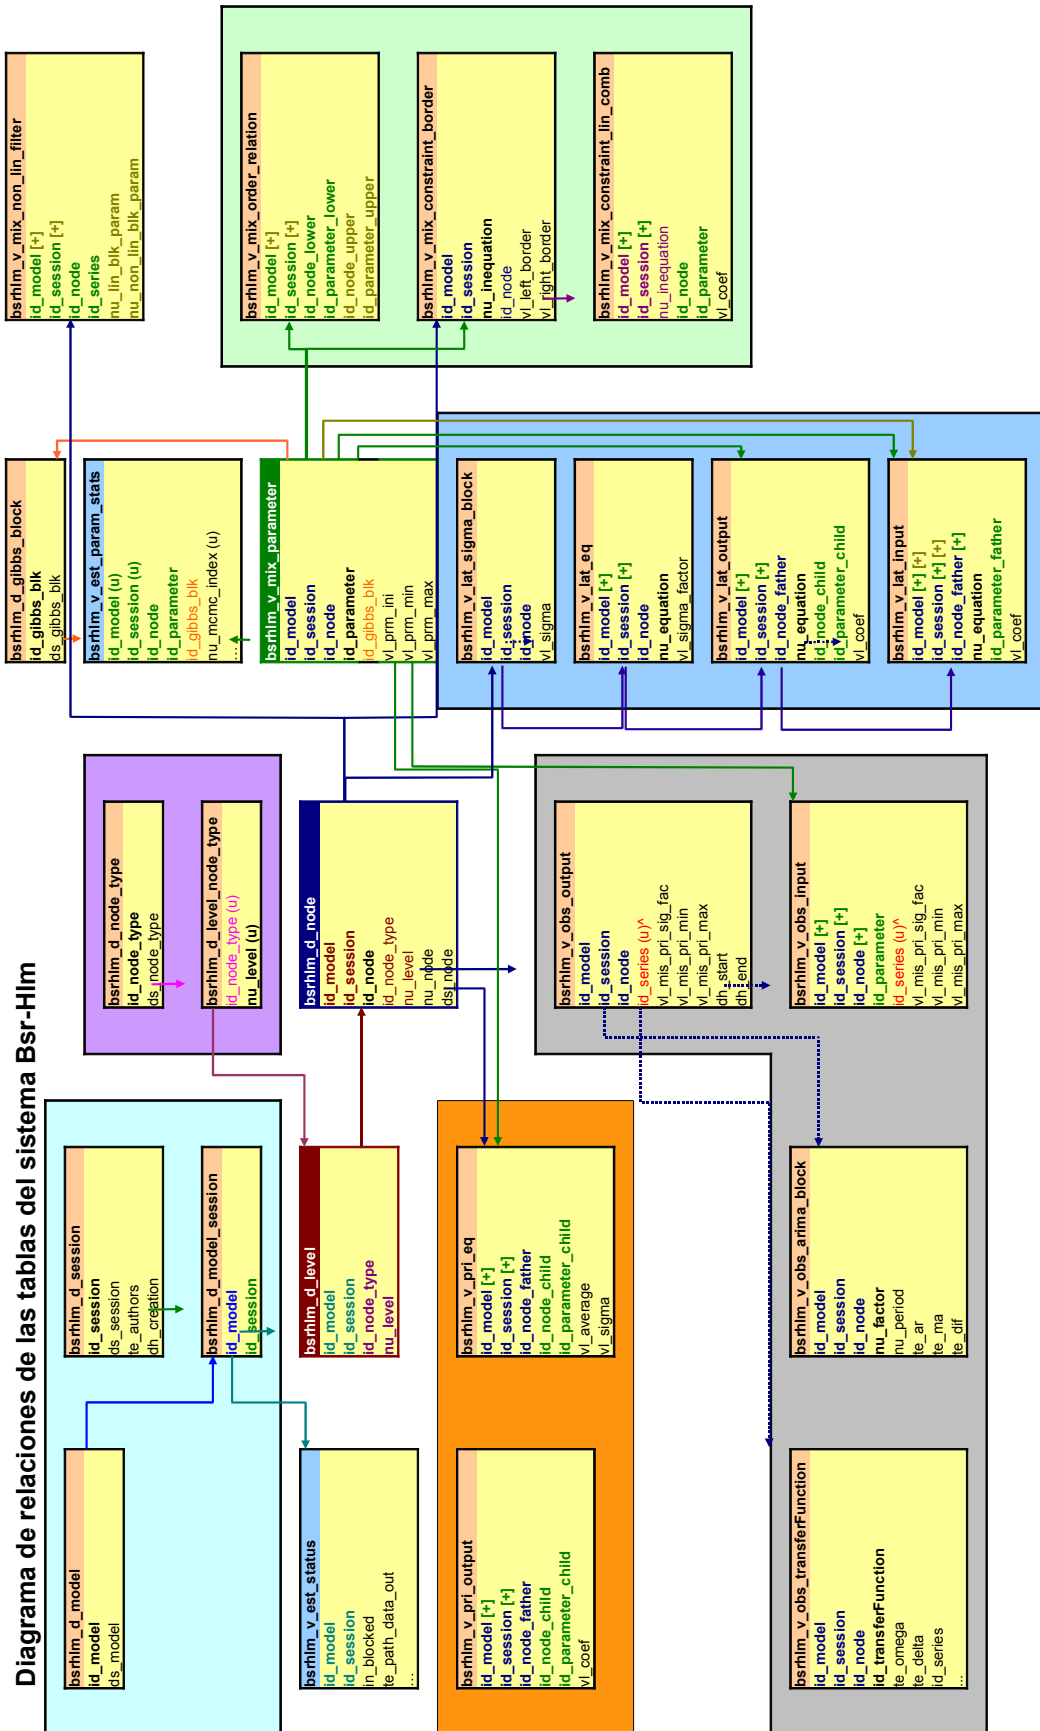 Diagrama de relaciones de las tablas del sistema Bsr-Hlm
bsrhlm_d_model
id_model
ds_model
bsrhlm_d_session
id_session
ds_session
te_authors
dh_creation
bsrhlm_d_model_session
id_model
id_session
bsrhlm_d_node_type
id_node_type
ds_node_type
bsrhlm_d_level_node_type
id_node_type (u)
nu_level (u)
bsrhlm_d_gibbs_block
id_gibbs_blk
ds_gibbs_blk
bsrhlm_v_est_param_stats
id_model (u)
id_session (u)
id_node
id_parameter
id_gibbs_blk
nu_mcmc_index (u)
...
bsrhlm_v_mix_non_lin_filter
id_model [+]
id_session [+]
id_node
id_series
nu_lin_blk_param
nu_non_lin_blk_param
bsrhlm_v_est_status
id_model
id_session
in_blocked
te_path_data_out
...
bsrhlm_d_level
id_model
id_session
id_node_type
nu_level
bsrhlm_d_node
id_model
id_session
id_node
id_node_type
nu_level
nu_node
ds_node
bsrhlm_v_mix_parameter
id_model
id_session
id_node
id_parameter
id_gibbs_blk
vl_prm_ini
vl_prm_min
vl_prm_max
bsrhlm_v_mix_order_relation
id_model [+]
id_session [+]
id_node_lower
id_parameter_lower
id_node_upper
id_parameter_upper
bsrhlm_v_mix_constraint_border
id_model
id_session
nu_inequation
id_node
vl_left_border
vl_right_border
bsrhlm_v_mix_constraint_lin_comb
id_model [+]
id_session [+]
nu_inequation
id_node
id_parameter
vl_coef
bsrhlm_v_pri_output
id_model [+]
id_session [+]
id_node_father
id_node_child
id_parameter_child
vl_coef
bsrhlm_v_pri_eq
id_model [+]
id_session [+]
id_node_father
id_node_child
id_parameter_child
vl_average
vl_sigma
bsrhlm_v_lat_sigma_block
id_model
id_session
id_node
vl_sigma
bsrhlm_v_lat_eq
id_model [+]
id_session [+]
id_node
nu_equation
vl_sigma_factor
bsrhlm_v_lat_output
id_model [+]
id_session [+]
id_node_father
nu_equation
id_node_child
id_parameter_child
vl_coef
bsrhlm_v_lat_input
id_model [+] [+]
id_session [+] [+]
id_node_father [+]
nu_equation
id_parameter_father
vl_coef
bsrhlm_v_obs_output
id_model
id_session
id_node
id_series (u)^
vl_mis_pri_sig_fac
vl_mis_pri_min
vl_mis_pri_max
dh_start
dh_end
bsrhlm_v_obs_transferFunction
id_model
id_session
id_node
id_transferFunction
te_omega
te_delta
id_series
...
bsrhlm_v_obs_arima_block
id_model
id_session
id_node
nu_factor
nu_period
te_ar
te_ma
te_dif
bsrhlm_v_obs_input
id_model [+]
id_session [+]
id_node [+]
id_parameter
id_series (u)^
vl_mis_pri_sig_fac
vl_mis_pri_min
vl_mis_pri_max